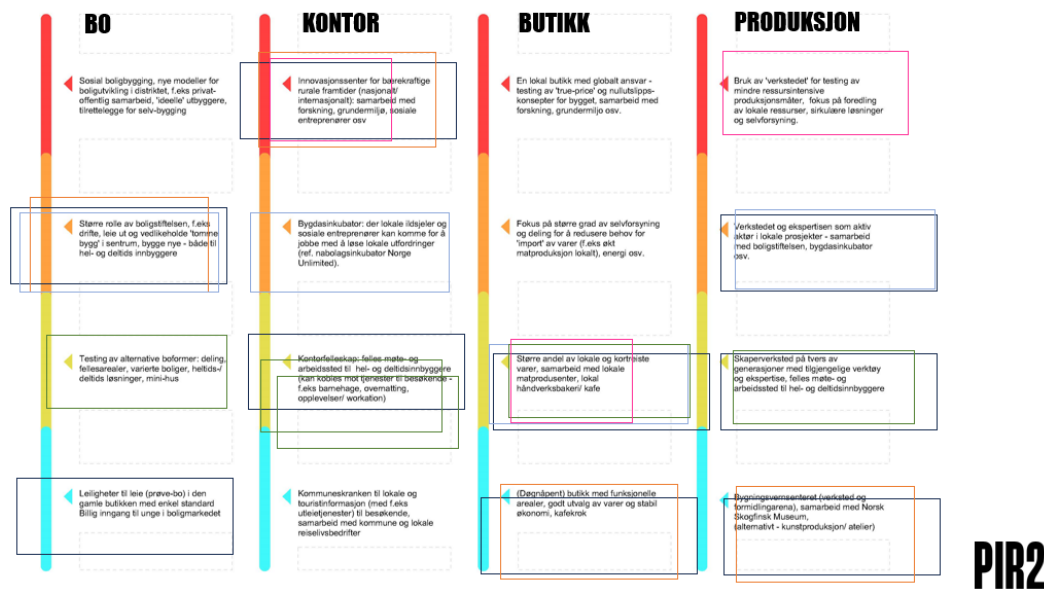 BO
Sosial boligbygging, nye modeller for
boligutvikling i distriktet, f.eks privat-
offentlig samarbeid, 'ideelle' utbyggere,
tilrettelegge for selv-bygging
Større rolle av boligstiftelsen, f.eks
drifte, leie ut og vedlikeholde 'tomme
bygg' i sentrum, bygge nye - både til
hel- og deltids innbyggere
Testing av alternative boformer: deling,
fellesarealer, varierte boliger, heltids-/
deltids løsninger, mini-hus
Leiligheter til leie (prøve-bo) i den
gamle butikken med enkel standard
Billig inngang til unge i boligmarkedet
KONTOR
Innovasjonssenter for bærekraftige
rurale framtider (nasjonalt/
internasjonalt): samarbeid med
forskning, grundermiljø, sosiale
entreprenører osv
Bygdasinkubator: der lokale ildsjeler og
sosiale entreprenører kan komme for å
jobbe med å løse lokale utfordringer
(ref. nabolagsinkubator Norge
Unlimited).
Kontorfelleskap: felles møte- og
arbeidssted til hel- og deltidsinnbyggere
(kan kobles mot tjenester til besøkende -
f.eks barnehage, overnatting,
opplevelser/ workation)
Kommuneskranken til lokale og
touristinformasjon (med f.eks
utleietjenester) til besøkende,
samarbeid med kommune og lokale
reiselivsbedrifter
BUTIKK
En lokal butikk med globalt ansvar -
testing av 'true-price' og nullutslipps-
konsepter for bygget, samarbeid med
forskning, grundermiljo osv.
Fokus på større grad av selvforsyning
og deling for å redusere behov for
'import' av varer (f.eks økt
matproduksjon lokalt), energi osv.
Større andel av lokale og kortreiste
varer, samarbeid med lokale
matprodusenter, lokal
håndverksbakeri/ kafe
(Døgnåpent) butikk med funksjonelle
arealer, godt utvalg av varer og stabil
økonomi, kafekrok
PRODUKSJON
Bruk av 'verkstedet' for testing av
mindre ressursintensive
produksjonsmåter, fokus på foredling
av lokale ressurser, sirkulære løsninger
og selvforsyning.
Verkstedet og ekspertisen som aktiv
aktør i lokale prosjekter - samarbeid
med boligstiftelsen, bygdasinkubator
osv.
Skaperverksted på tvers av
generasjoner med tilgjengelige verktøy
og ekspertise, felles møte- og
arbeidssted til hel- og deltidsinnbyggere
Bygningsvernsenteret (verksted og
formidlingarena), samarbeid med Norsk
Skogfinsk Museum,
(alternativt - kunstproduksjon/ atelier)
PIR2